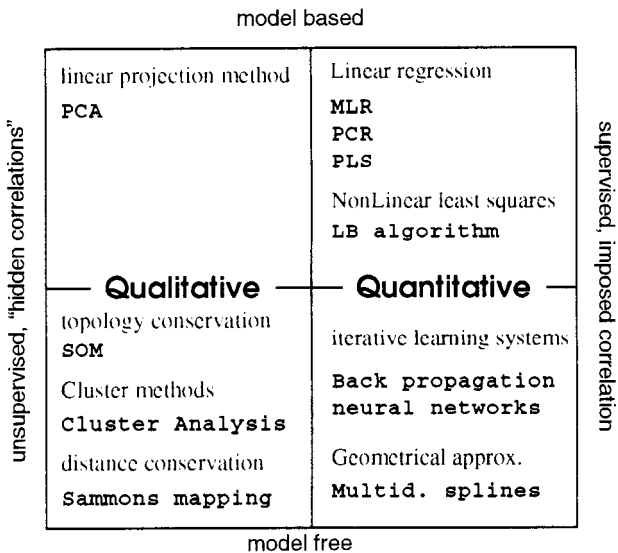 model based
linear projection method
PCA
Linear regression
MLR
PCR
PLS
NonLinear least squares
LB algorithm
unsupervised, “hidden correlations”
supervised, imposed correlation
Qualitative
Quantitative
topology conservation
SOM
Cluster methods
Cluster Analysis
distance conservation
Sammons mapping
iterative learning systems
Back propagation
neural networks
Geometrical approx.
Multid. splines
model free